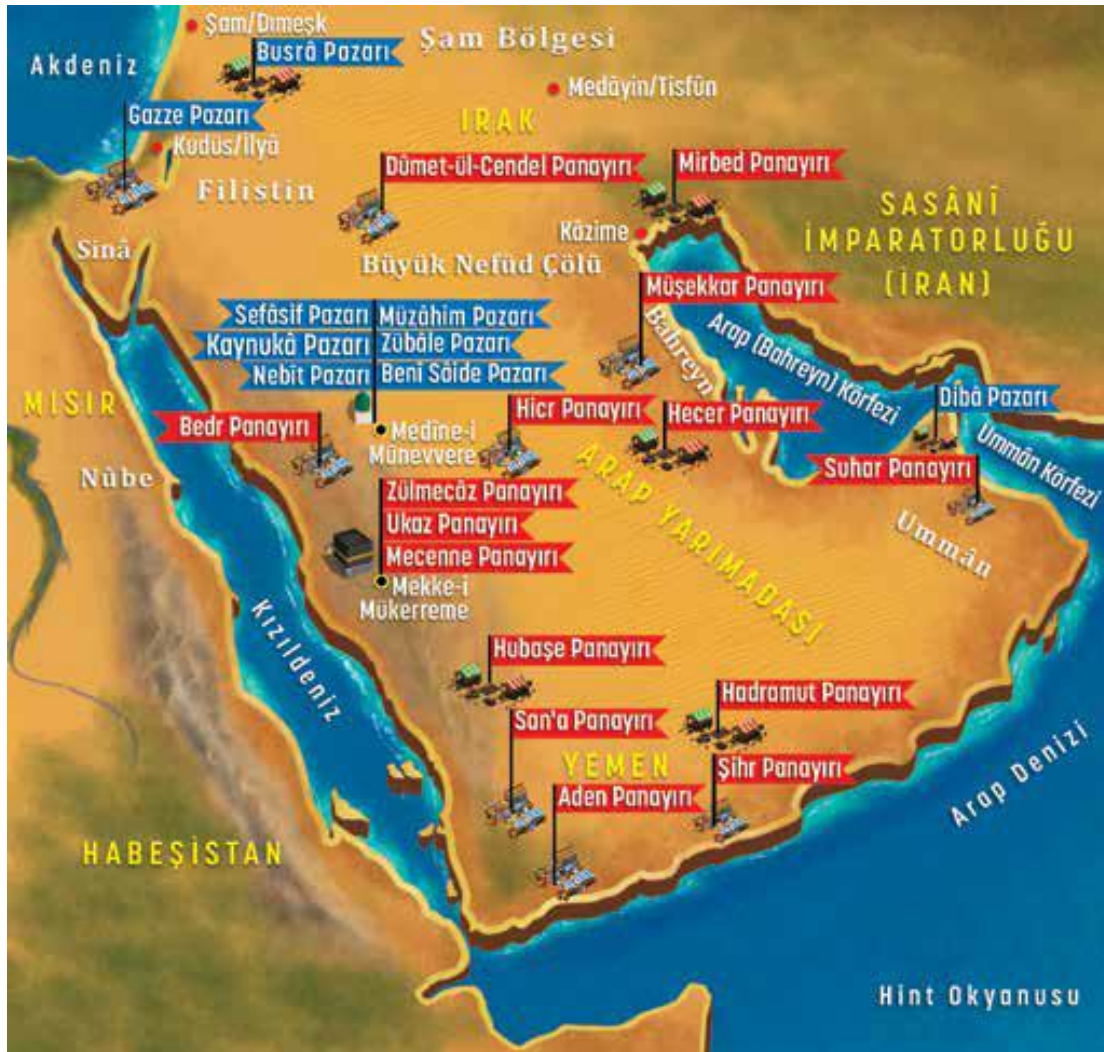 Şam/Dımeşk
Busrâ Pazarı
Şam Bölgesi
Akdeniz
Medâyin/Tisfûn
Gazze Pazarı
Kudüs/İlyâ
IRAK
Filistin
Dûmet-ül-Cendel Panayırı
Mirbed Panayırı
SASÂNÎ
İMPARATORLUĞU
(İRAN)
Sînâ
Kâzime
Büyük Nefüd Çölü
Müşekkar Panayırı
Bahreyn
Arap (Bahreyn) Körfezi
Sefâsif Pazarı
Müzâhim Pazarı
Kaynukâ Pazarı
Zübâle Pazarı
Nebît Pazarı
Beni Sâide Pazarı
MISIR
Bedr Panayırı
Medîne-i
Münevvere
Hicr Panayırı
Hecer Panayırı
Dîbâ Pazarı
Ummân Körfezi
Suhar Panayırı
Ummân
Nûbe
ARAP YARIMADASI
Zülmecâz Panayırı
Ukaz Panayırı
Mecenne Panayırı
Mekke-i
Mükerreme
Kızıldeniz
Hubaşe Panayırı
San'a Panayırı
Hadramut Panayırı
YEMEN
Şihr Panayırı
Aden Panayırı
Arap Denizi
HABEŞİSTAN
Hint Okyanusu